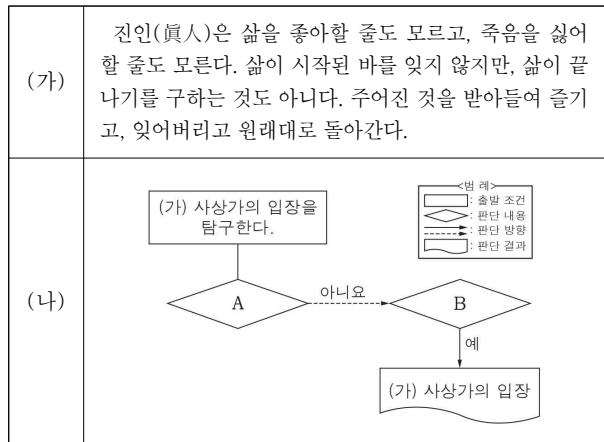 (가)
진인(眞人)은 삶을 좋아할 줄도 모르고, 죽음을 싫어
할 줄도 모른다. 삶이 시작된 바를 잊지 않지만, 삶이 끝
나기를 구하는 것도 아니다. 주어진 것을 받아들여 즐기
고, 잊어버리고 원래대로 돌아간다.
(나)
(가) 사상가의 입장을
탐구한다.
<범 례>
: 출발 조건
: 판단 내용
: 판단 방향
: 판단 결과
A
아니요
B
예
(가) 사상가의 입장